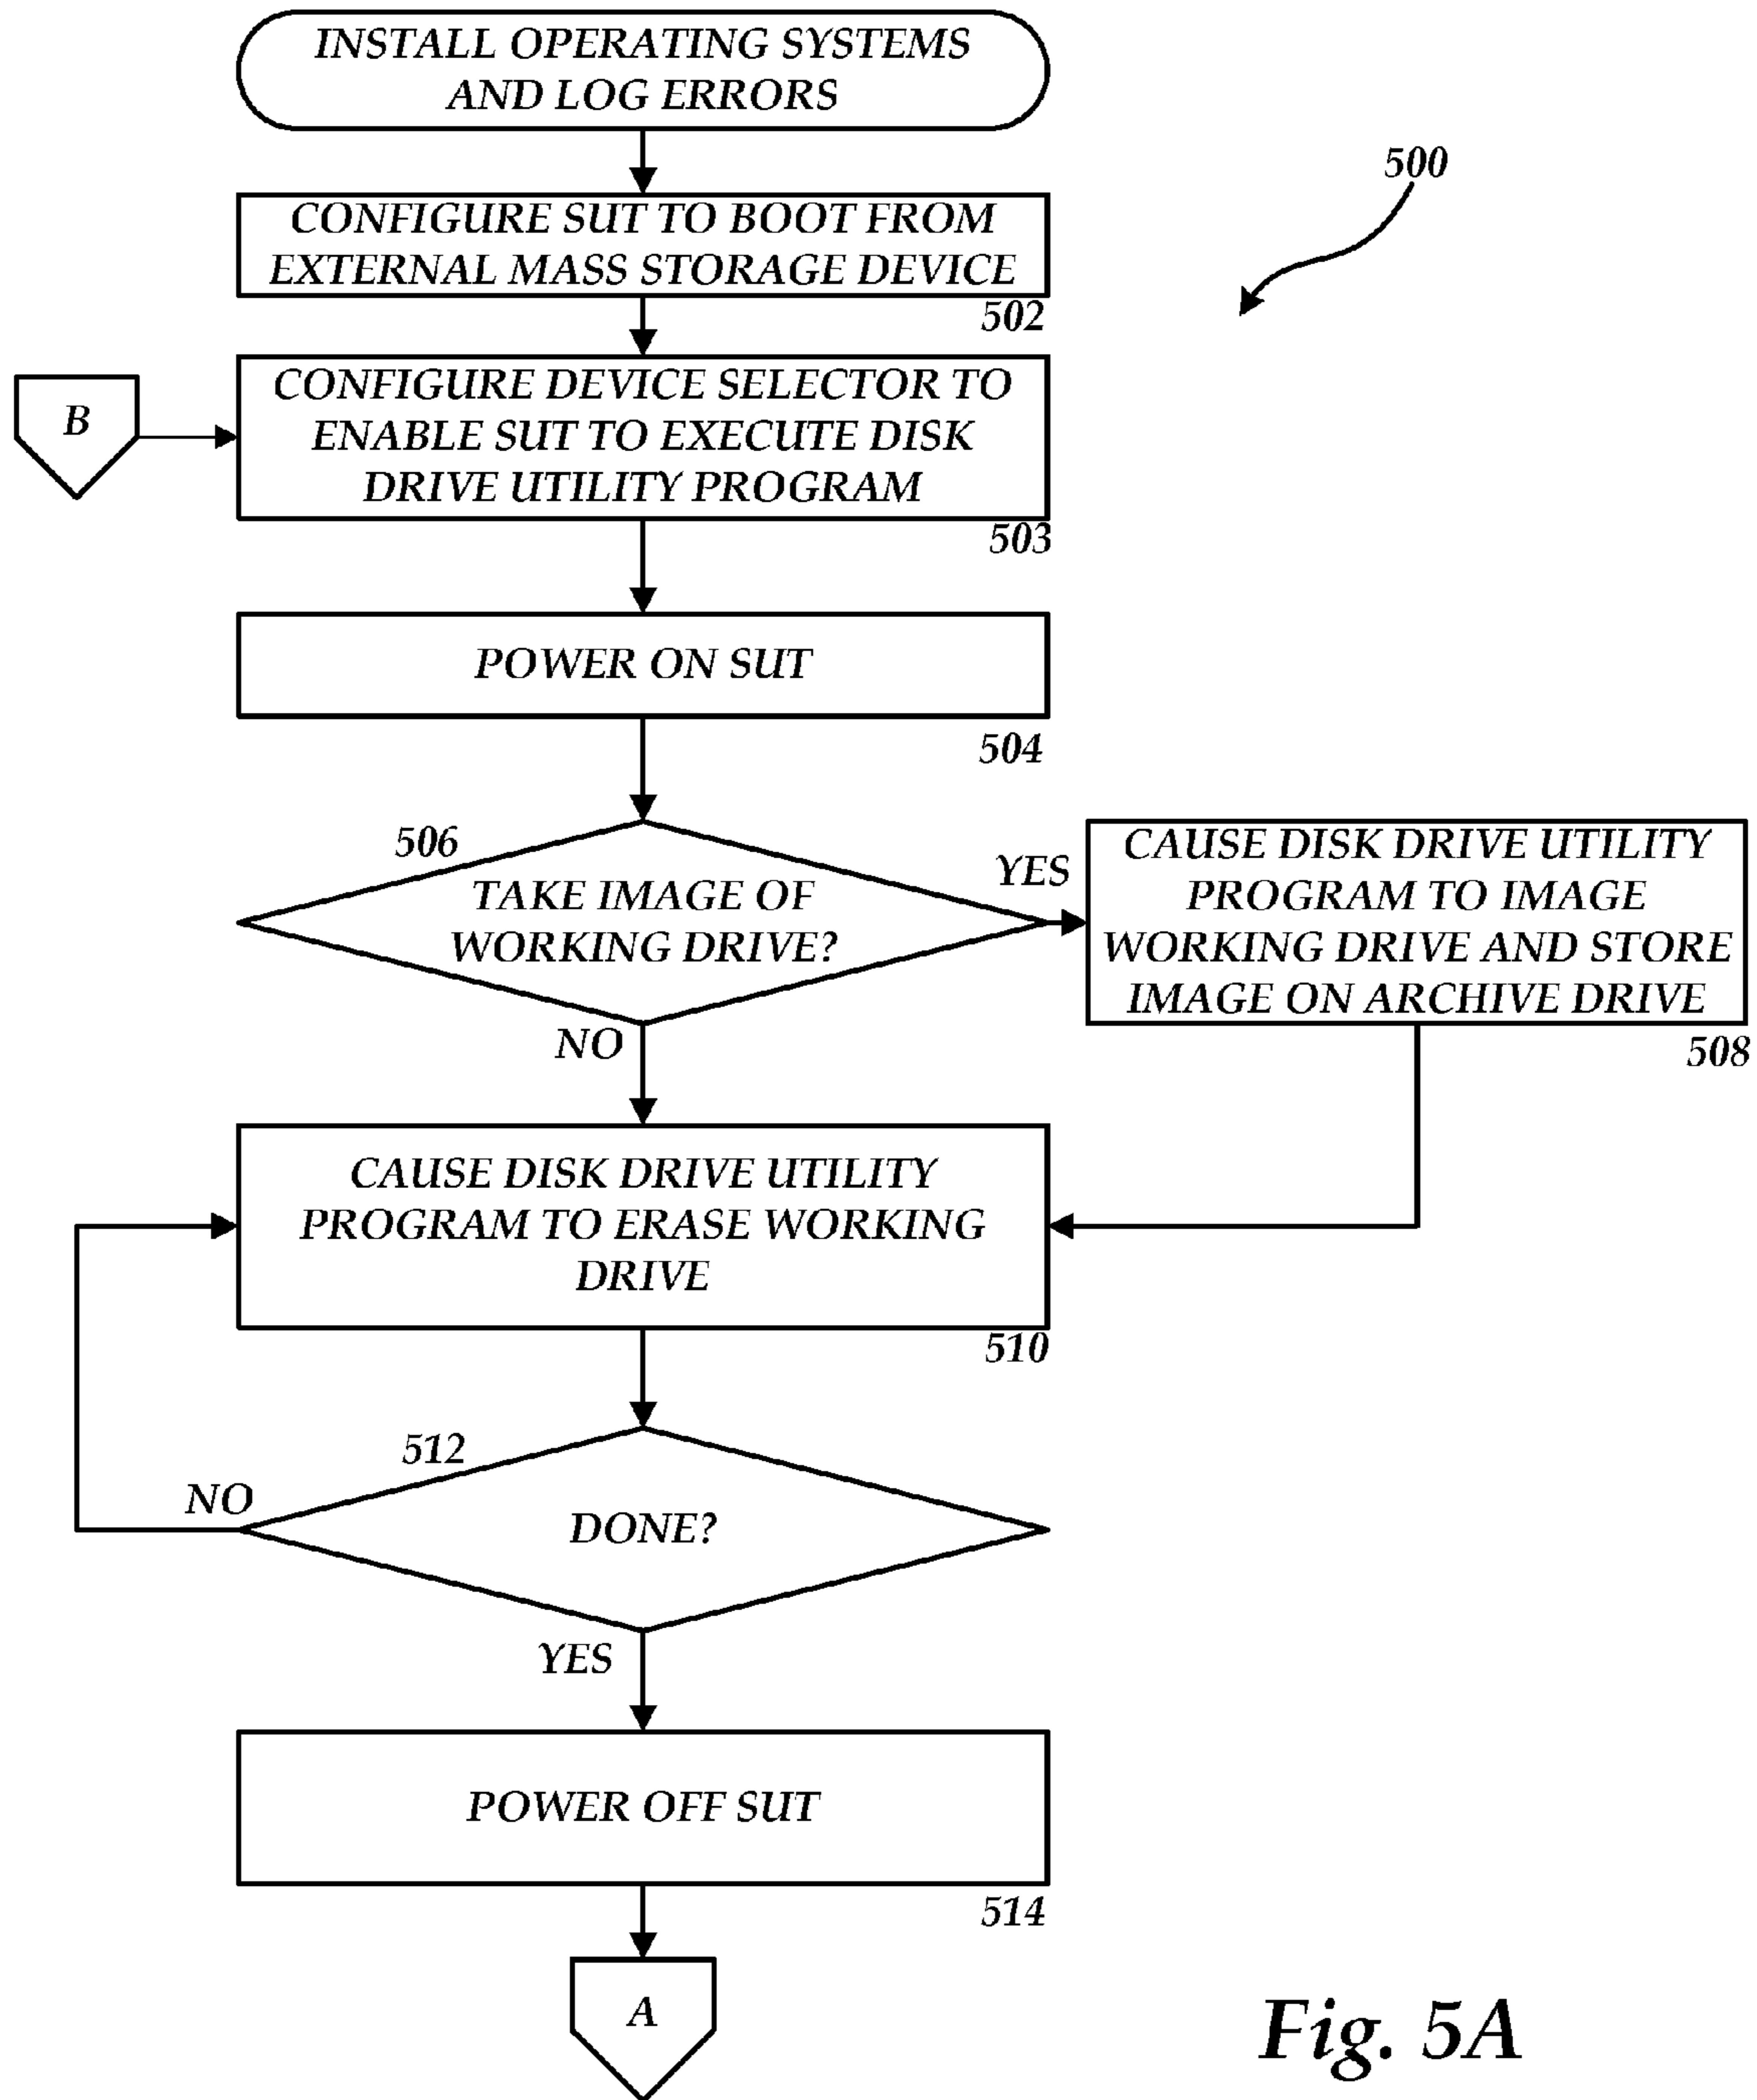 INSTALL OPERATING SYSTEMS
AND LOG ERRORS
500
CONFIGURE SUT TO BOOT FROM
EXTERNAL MASS STORAGE DEVICE
502
B
CONFIGURE DEVICE SELECTOR TO
ENABLE SUT TO EXECUTE DISK
DRIVE UTILITY PROGRAM
503
POWER ON SUT
504
506
TAKE IMAGE OF
WORKING DRIVE?
YES
CAUSE DISK DRIVE UTILITY
PROGRAM TO IMAGE
WORKING DRIVE AND STORE
IMAGE ON ARCHIVE DRIVE
508
NO
CAUSE DISK DRIVE UTILITY
PROGRAM TO ERASE WORKING
DRIVE
510
512
NO
DONE?
YES
POWER OFF SUT
514
A
Fig. 5A